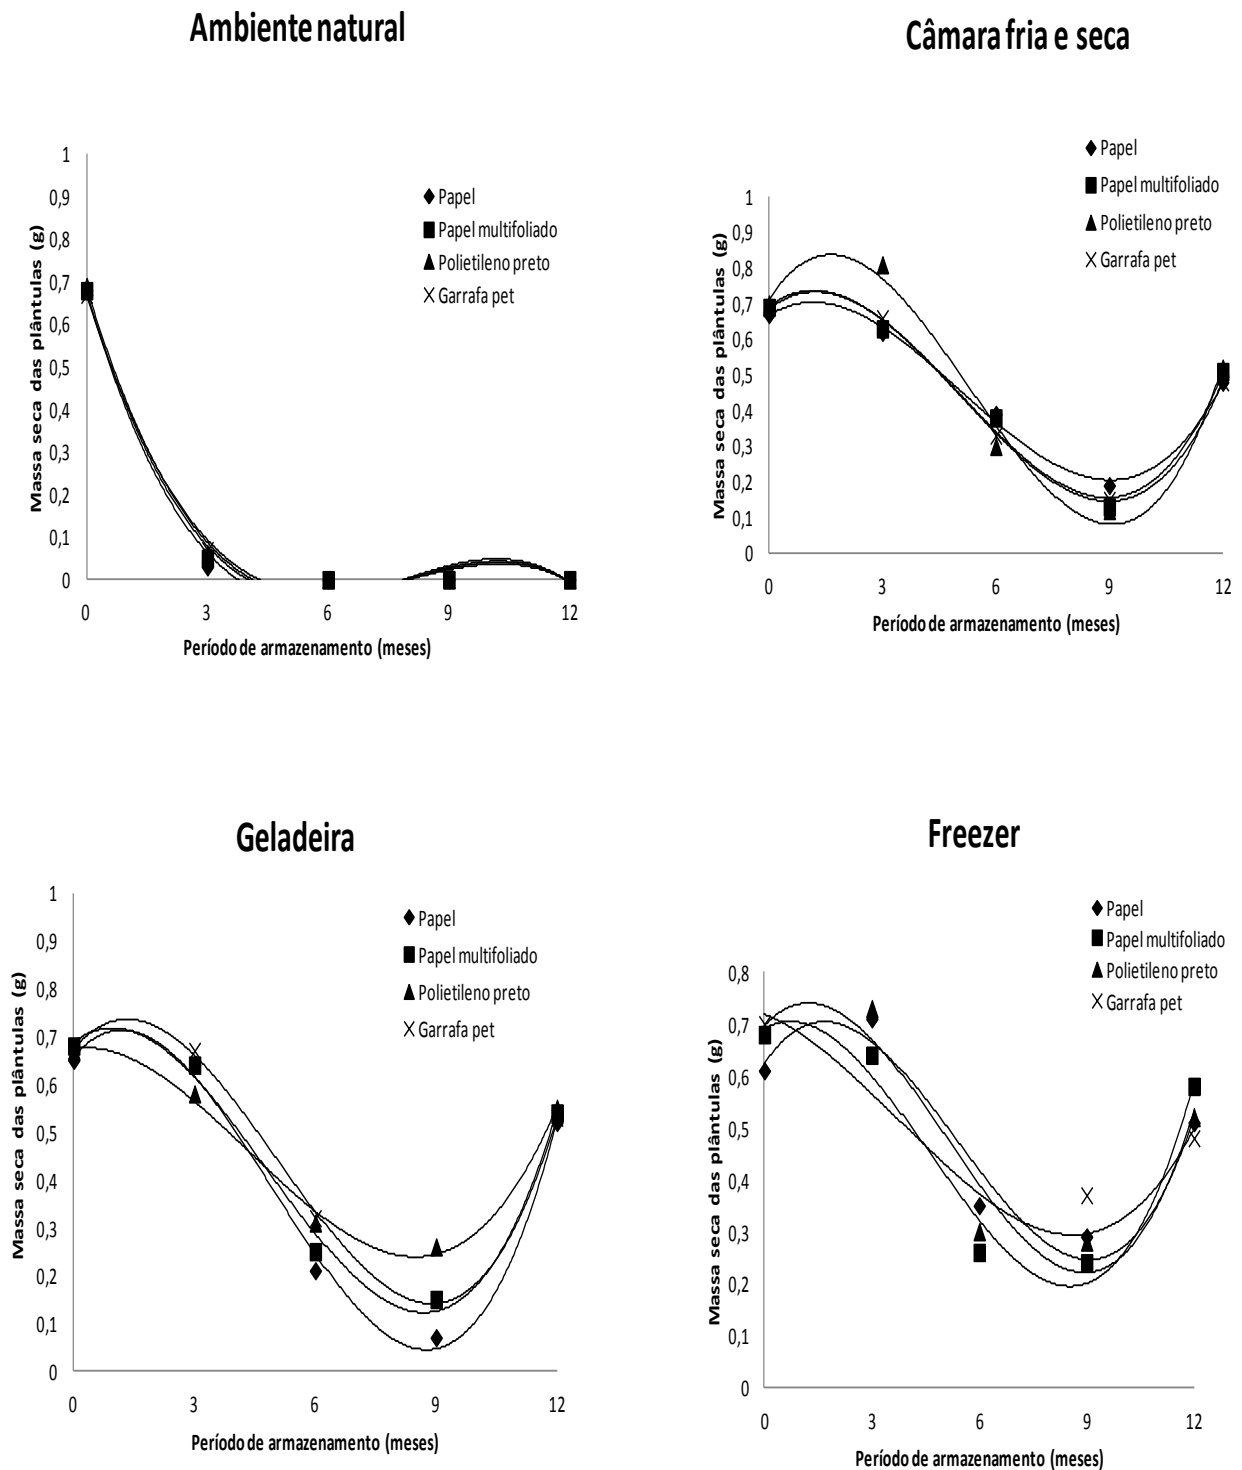 Ambiente natural
Massa seca das plântulas (g)
1
0,9
0,8
0,7
0,6
0,5
0,4
0,3
0,2
0,1
0
0 3 6 9 12
Período de armazenamento (meses)
Papel
Papel multifoliado
Polietileno preto
Garrafa pet
Câmara fria e seca
Massa seca das plântulas (g)
1
0,9
0,8
0,7
0,6
0,5
0,4
0,3
0,2
0,1
0
0 3 6 9 12
Período de armazenamento (meses)
Papel
Papel multifoliado
Polietileno preto
Garrafa pet
Geladeira
Massa seca das plântulas (g)
1
0,9
0,8
0,7
0,6
0,5
0,4
0,3
0,2
0,1
0
0 3 6 9 12
Período de armazenamento (meses)
Papel
Papel multifoliado
Polietileno preto
Garrafa pet
Freezer
Massa seca das plântulas (g)
0,8
0,7
0,6
0,5
0,4
0,3
0,2
0,1
0
0 3 6 9 12
Período de armazenamento (meses)
Papel
Papel multifoliado
Polietileno preto
Garrafa pet